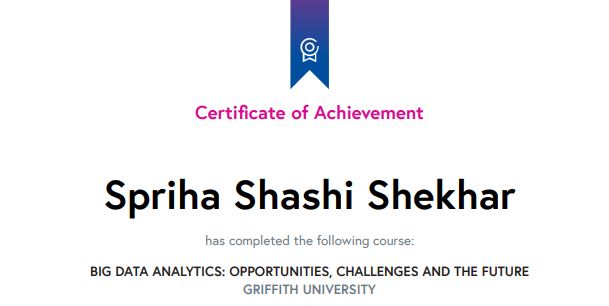 Certificate of Achievement
Spriha Shashi Shekhar
has completed the following course:
BIG DATA ANALYTICS: OPPORTUNITIES, CHALLENGES AND THE FUTURE
GRIFFITH UNIVERSITY